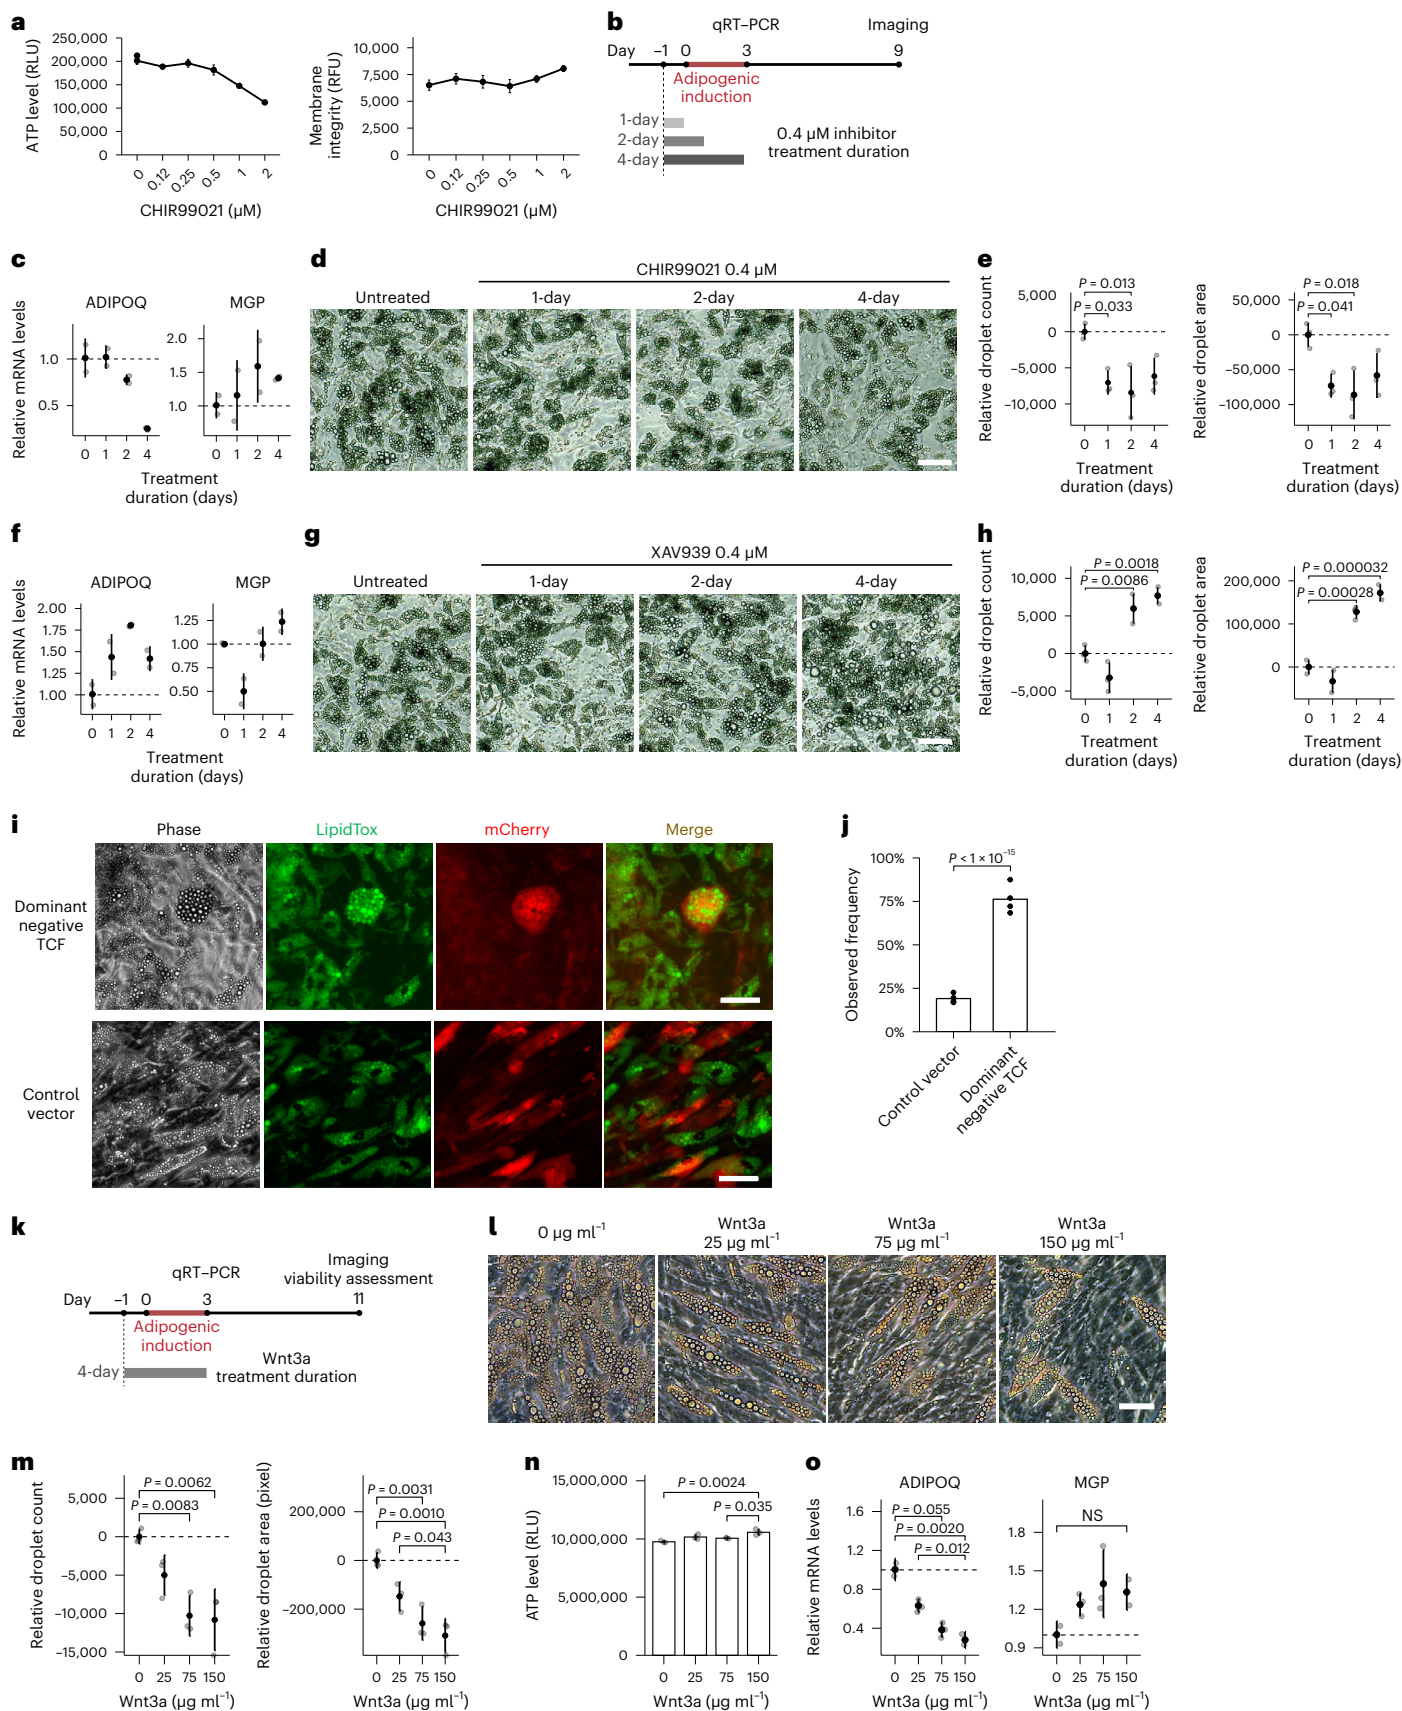 a
ATP level (RLU)
250,000
200,000
150,000
100,000
50,000
0
0
0.12
0.25
0.5
1
2
CHIR99021 (µM)
Membrane
integrity (RFU)
10,000
7,500
5,000
2,500
0
0
0.12
0.25
0.5
1
2
CHIR99021 (µM)
b
qRT–PCR
Imaging
Day
–1
0
3
9
Adipogenic
induction
1-day
2-day
4-day
0.4 µM inhibitor
treatment duration
c
Relative mRNA levels
ADIPOQ
1.0
0.5
0 1 2 4
MGP
2.0
1.5
1.0
0 1 2 4
Treatment
duration (days)
d
CHIR99021 0.4 µM
Untreated
1-day
2-day
4-day
e
Relative droplet count
P = 0.013
P = 0.033
5,000
0
–5,000
–10,000
0 1 2 4
Treatment
duration (days)
Relative droplet area
P = 0.018
P = 0.041
50,000
0
–50,000
–100,000
0 1 2 4
Treatment
duration (days)
f
Relative mRNA levels
ADIPOQ
2.00
1.75
1.50
1.25
1.00
0 1 2 4
MGP
1.25
1.00
0.75
0.50
0 1 2 4
Treatment
duration (days)
g
XAV939 0.4 µM
Untreated
1-day
2-day
4-day
h
Relative droplet count
P = 0.0018
P = 0.0086
10,000
5,000
0
–5,000
0 1 2 4
Treatment
duration (days)
Relative droplet area
P = 0.000032
P = 0.00028
200,000
100,000
0
0 1 2 4
Treatment
duration (days)
i
Phase
LipidTox
mCherry
Merge
Dominant
negative
TCF
Control
vector
j
Observed frequency
P < 1 × 10⁻¹⁵
100%
75%
50%
25%
0%
Control vector
Dominant
negative TCF
k
Imaging
viability assessment
qRT–PCR
Day
–1
0
3
11
Adipogenic
induction
4-day
Wnt3a
treatment duration
l
0 µg ml⁻¹
Wnt3a
25 µg ml⁻¹
Wnt3a
75 µg ml⁻¹
Wnt3a
150 µg ml⁻¹
m
Relative droplet count
P = 0.0062
P = 0.0083
5,000
0
–5,000
–10,000
–15,000
0 25 75 150
Wnt3a (µg ml⁻¹)
Relative droplet area (pixel)
P = 0.0031
P = 0.0010
P = 0.043
200,000
0
–200,000
0 25 75 150
Wnt3a (µg ml⁻¹)
n
ATP level (RLU)
P = 0.0024
P = 0.035
15,000,000
10,000,000
5,000,000
0
0 25 75 150
Wnt3a (µg ml⁻¹)
o
Relative mRNA levels
ADIPOQ
P = 0.055
P = 0.0020
P = 0.012
1.6
1.2
0.8
0.4
0 25 75 150
Wnt3a (µg ml⁻¹)
MGP
NS
1.8
1.5
1.2
0.9
0 25 75 150
Wnt3a (µg ml⁻¹)